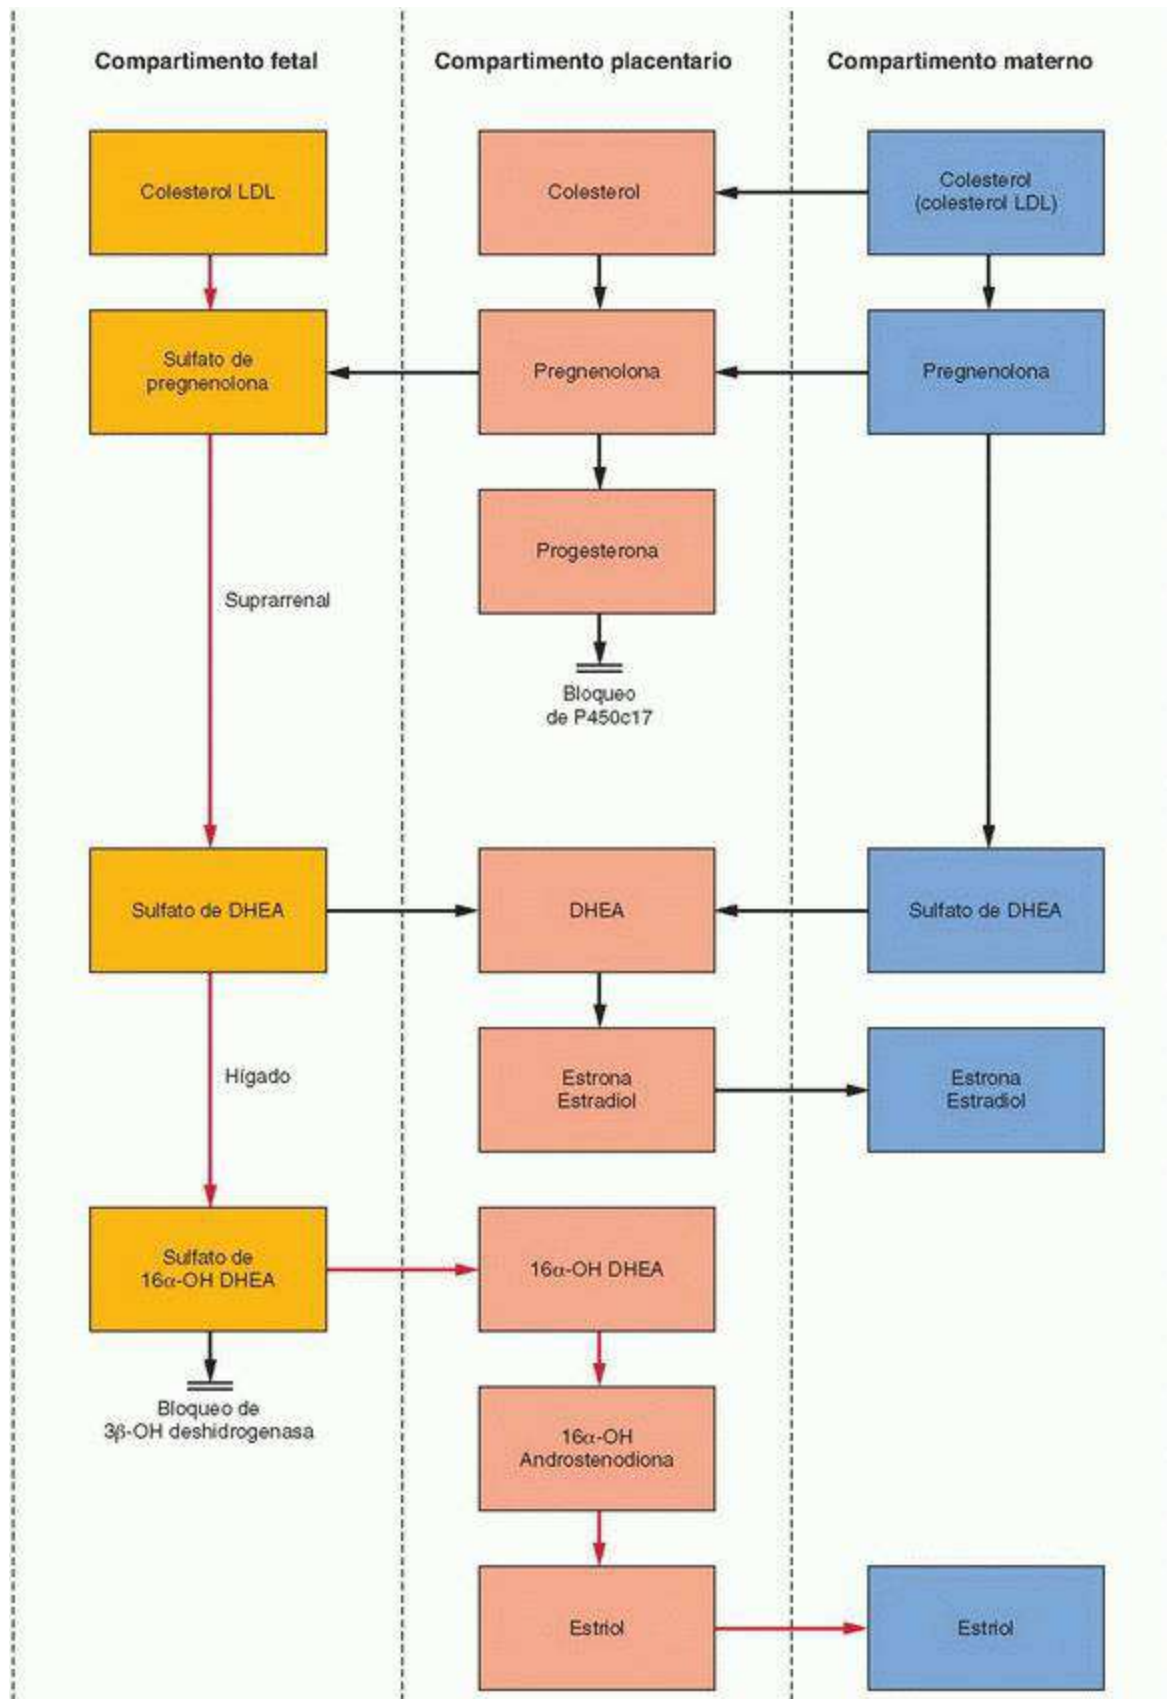 Compartimento fetal
Compartimento placentario
Compartimento materno
Colesterol LDL
Colesterol
Colesterol
(colesterol LDL)
Sulfato de
pregnenolona
Pregnenolona
Pregnenolona
Progesterona
Suprarrenal
Bloqueo
de P450c17
Sulfato de DHEA
DHEA
Sulfato de DHEA
Hígado
Estrona
Estradiol
Estrona
Estradiol
Sulfato de
16α-OH DHEA
16α-OH DHEA
Bloqueo de
3β-OH deshidrogenasa
16α-OH
Androstenodiona
Estriol
Estriol